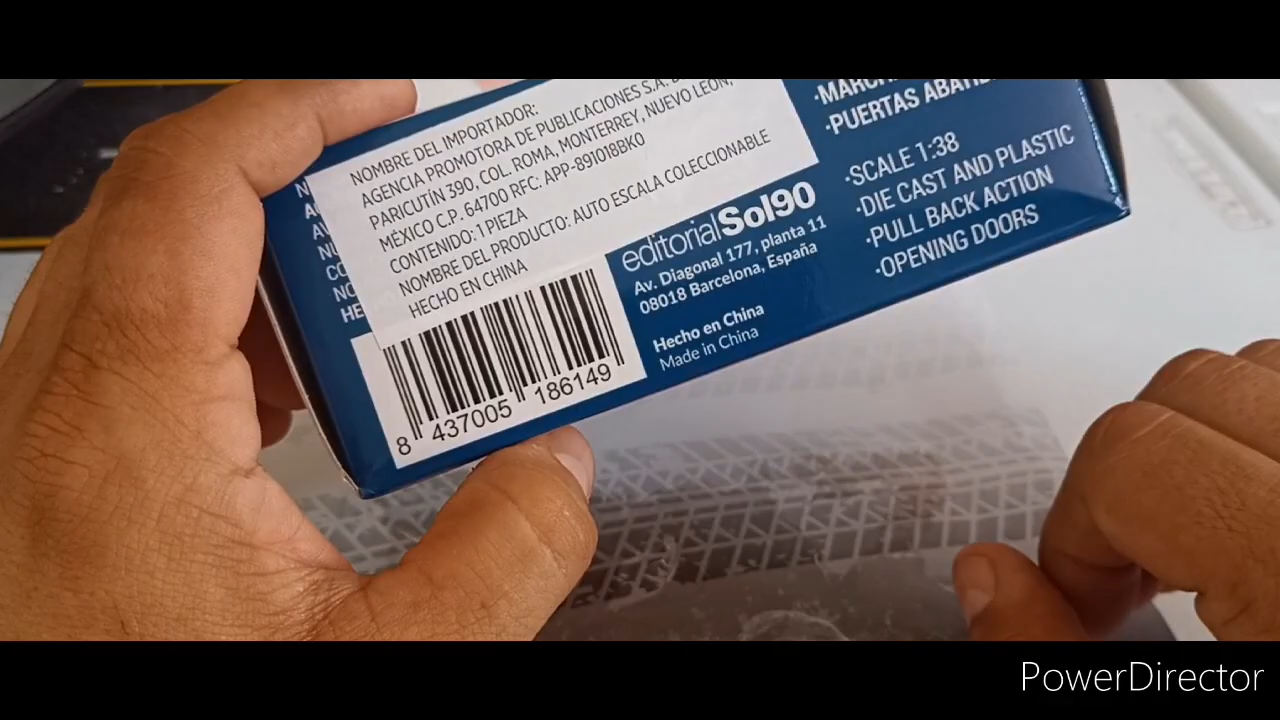 NOMBRE DEL IMPORTADOR:
AGENCIA PROMOTORA DE PUBLICACIONES S.A.
PARICUTÍN 390, COL. ROMA, MONTERREY, NUEVO LEÓN,
MÉXICO C.P. 64700 RFC: APP-891018BK0
CONTENIDO: 1 PIEZA
NOMBRE DEL PRODUCTO: AUTO ESCALA COLECCIONABLE
HECHO EN CHINA
8 437005 186149
editorialSol90
Av. Diagonal 177, planta 11
08018 Barcelona, España
Hecho en China
Made in China
·PUERTAS
·SCALE 1:38
·DIE CAST AND PLASTIC
·PULL BACK ACTION
·OPENING DOORS
PowerDirector